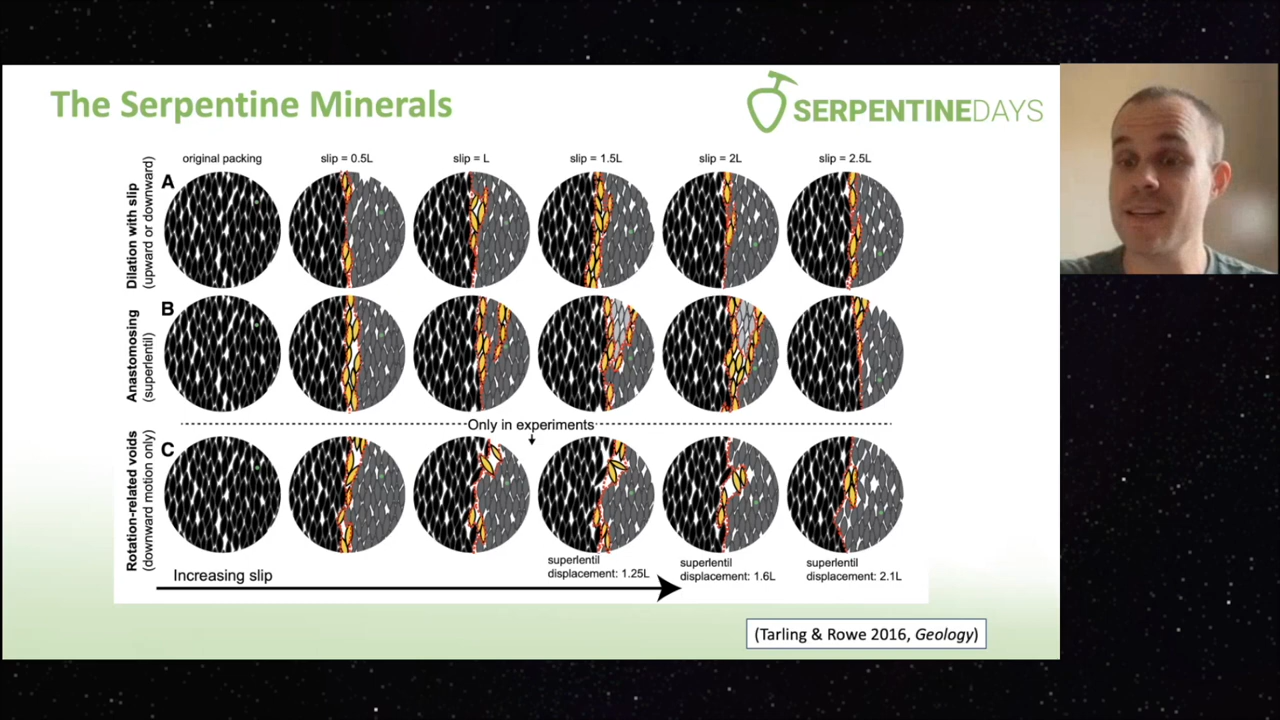 The Serpentine Minerals
SERPENTINEDAYS
original packing
slip = 0.5L
slip = L
slip = 1.5L
slip = 2L
slip = 2.5L
A
Dilation with slip
(upward or downward)
B
Anastomosing
(superlentil)
Only in experiments
C
Rotation-related voids
(downward motion only)
superlentil
displacement: 1.25L
superlentil
displacement: 1.6L
superlentil
displacement: 2.1L
Increasing slip
(Tarling & Rowe 2016, Geology)